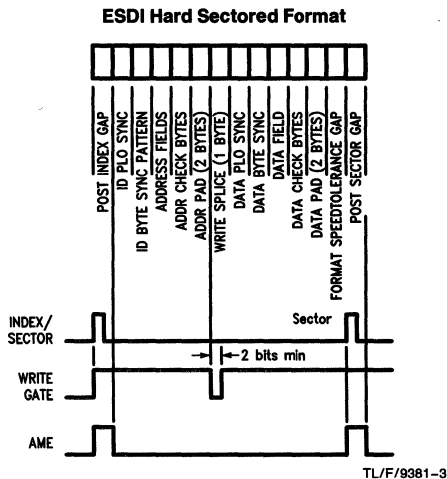 ESDI Hard Sectored Format
POST INDEX GAP
ID PLO SYNC
ID BYTE SYNC PATTERN
ADDRESS FIELDS
ADDR CHECK BYTES
ADDR PAD (2 BYTES)
WRITE SPLICE (1 BYTE)
DATA PLO SYNC
DATA BYTE SYNC
DATA FIELD
DATA CHECK BYTES
DATA PAD (2 BYTES)
FORMAT SPEEDTOLERANCE GAP
POST SECTOR GAP
INDEX/
SECTOR
Sector
2 bits min
WRITE
GATE
AME
TL/F/9381-3